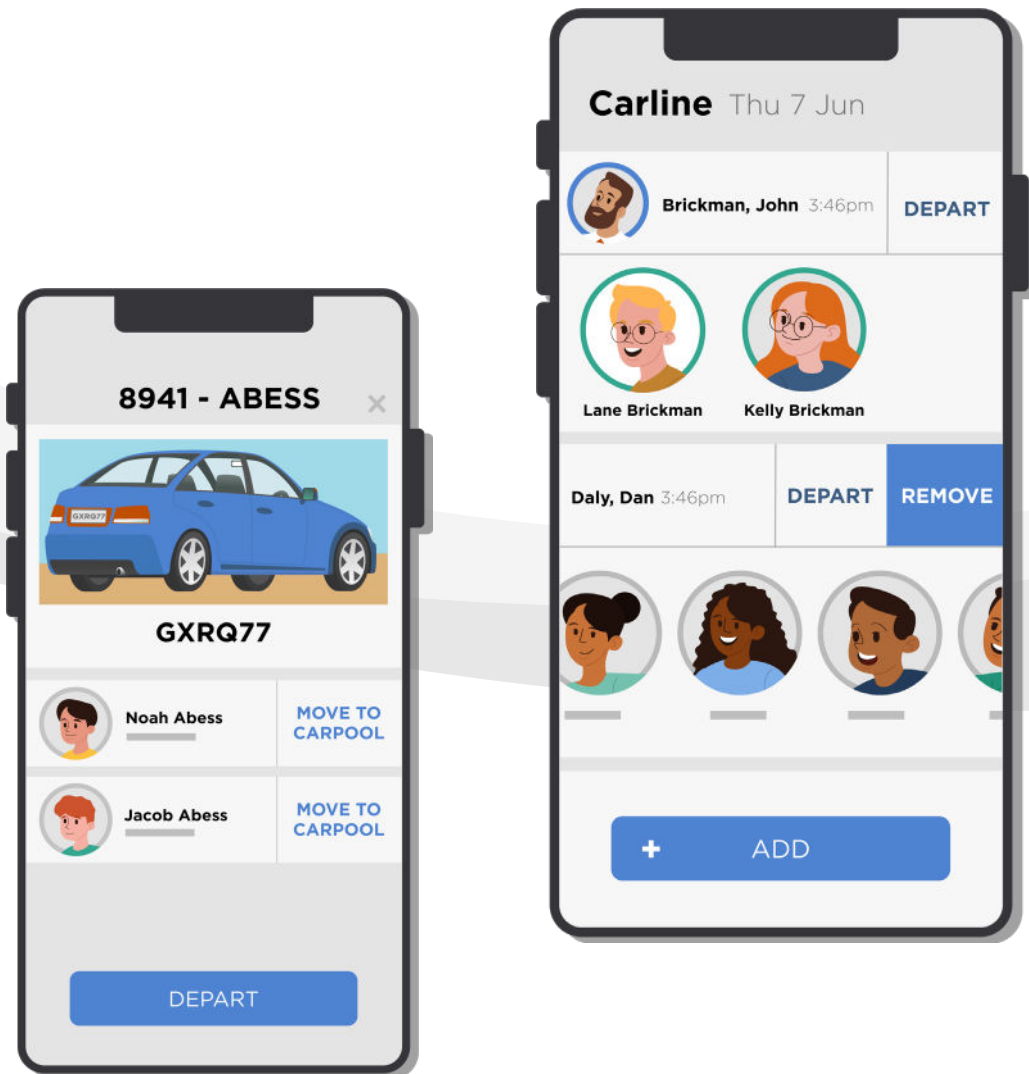 8941 - ABESS ×
GXRQ77
GXRQ77
Noah Abess
MOVE TO
CARPOOL
Jacob Abess
MOVE TO
CARPOOL
DEPART
Carline Thu 7 Jun
Brickman, John 3:46pm DEPART
Lane Brickman Kelly Brickman
Daly, Dan 3:46pm DEPART REMOVE
+ ADD